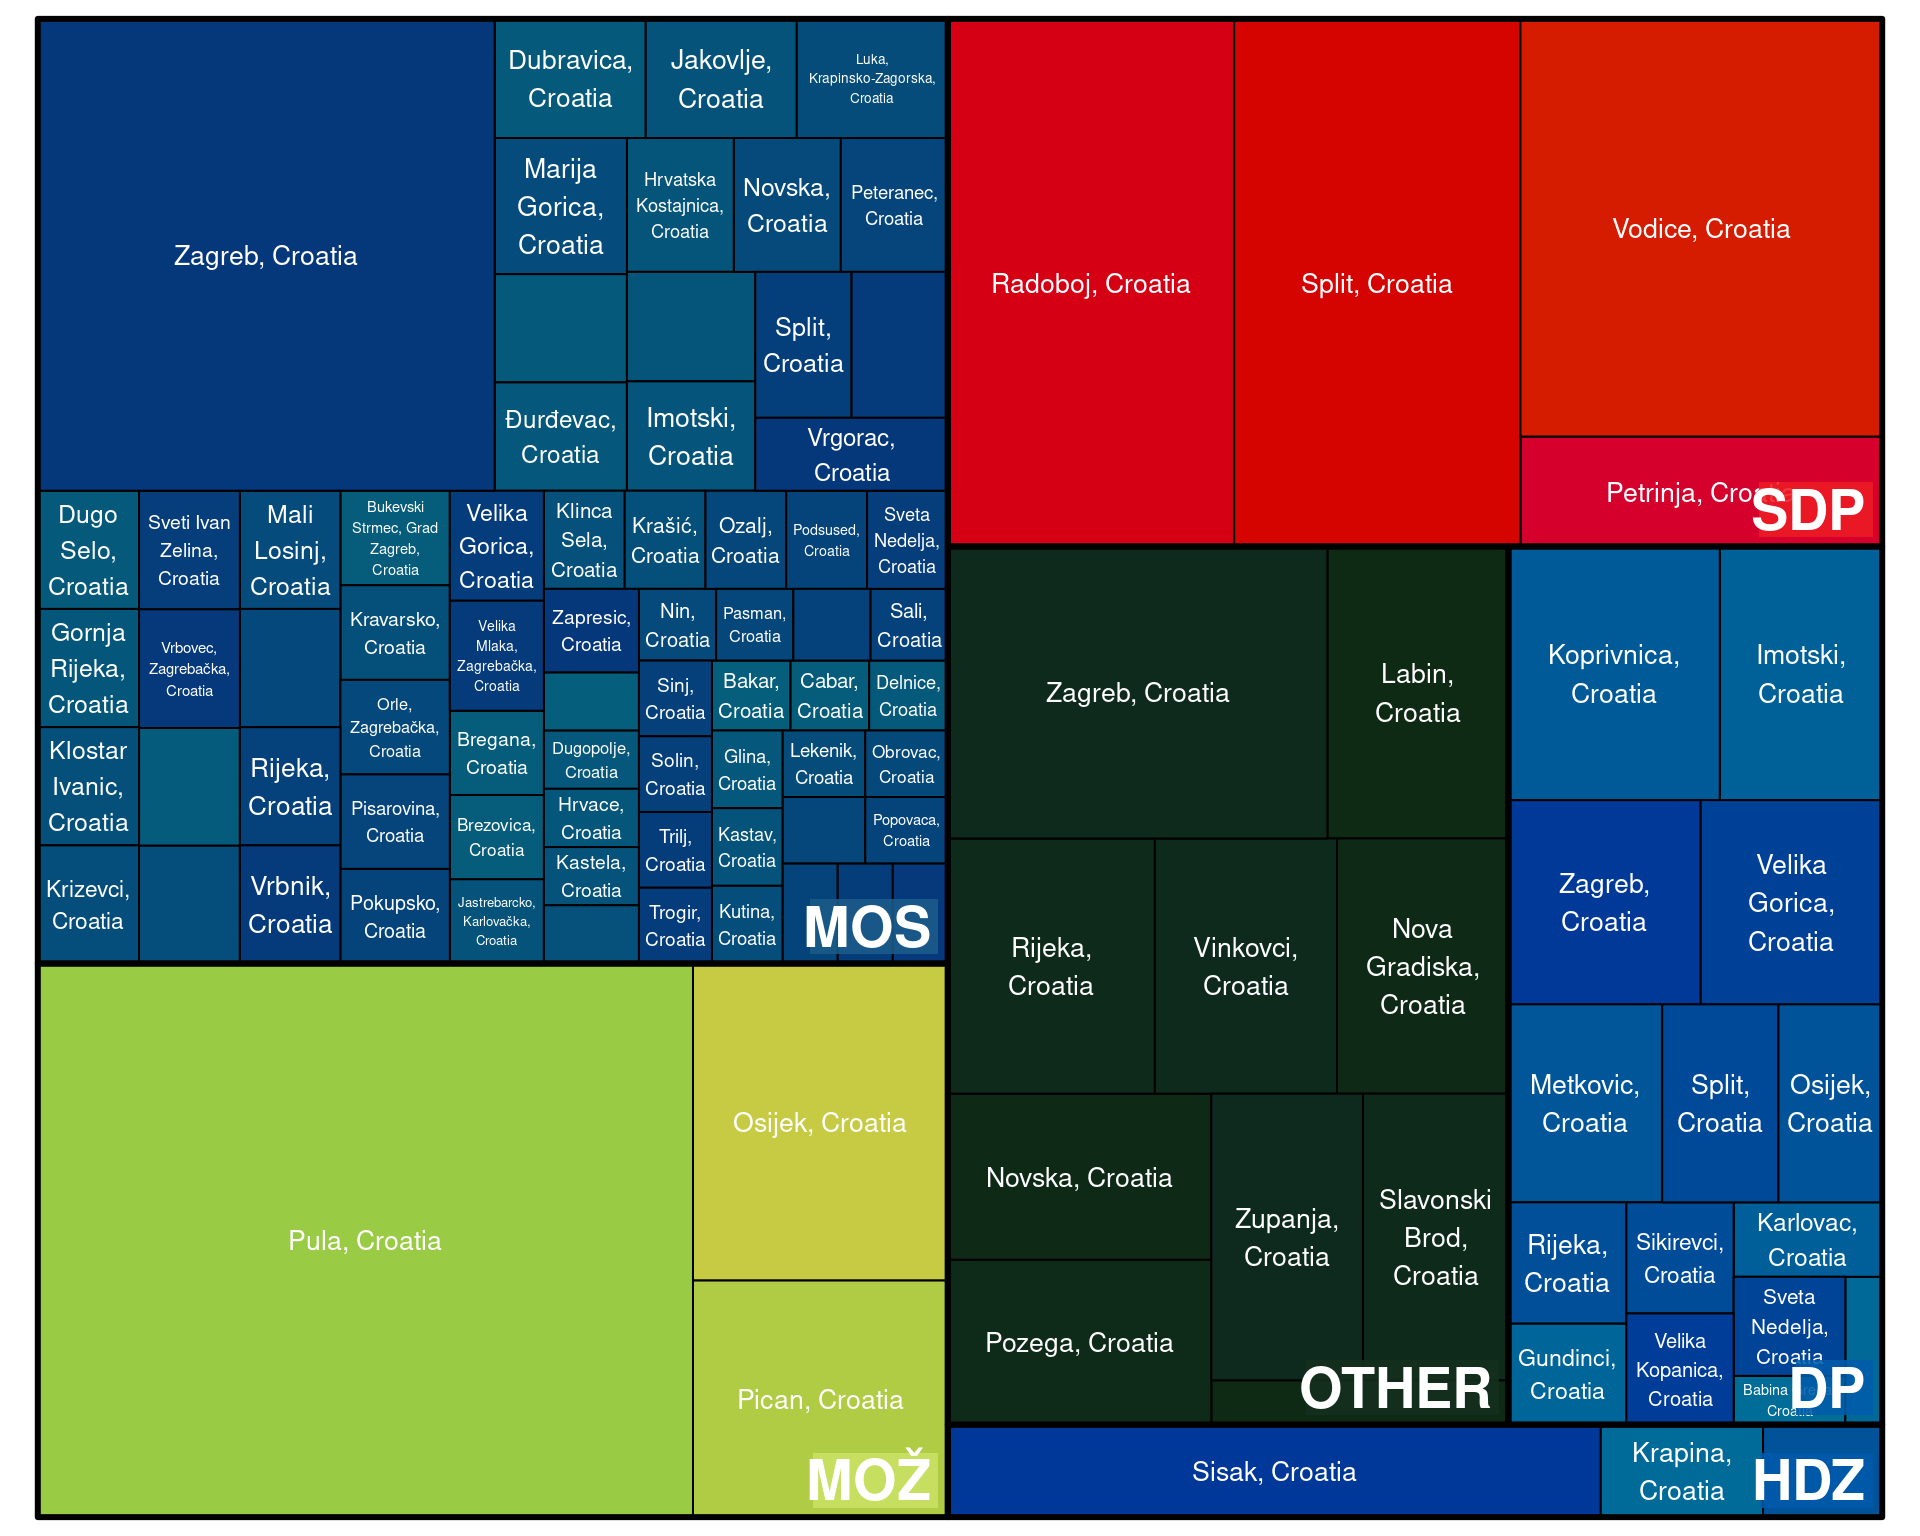 Zagreb, Croatia
Dubravica,
Croatia
Jakovlje,
Croatia
Luka,
Krapinsko-Zagorska,
Croatia
Marija
Gorica,
Croatia
Hrvatska
Kostajnica,
Croatia
Novska,
Croatia
Peteranec,
Croatia
Split,
Croatia
Đurđevac,
Croatia
Imotski,
Croatia
Vrgorac,
Croatia
Dugo
Selo,
Croatia
Sveti Ivan
Zelina,
Croatia
Mali
Losinj,
Croatia
Bukevski
Strmec, Grad
Zagreb,
Croatia
Velika
Gorica,
Croatia
Klinca
Sela,
Croatia
Krašić,
Croatia
Ozalj,
Croatia
Podsused,
Croatia
Sveta
Nedelja,
Croatia
Gornja
Rijeka,
Croatia
Vrbovec,
Zagrebačka,
Croatia
Kravarsko,
Croatia
Velika
Mlaka,
Zagrebačka,
Croatia
Zapresic,
Croatia
Nin,
Croatia
Pasman,
Croatia
Sali,
Croatia
Orle,
Zagrebačka,
Croatia
Sinj,
Croatia
Bakar,
Croatia
Cabar,
Croatia
Delnice,
Croatia
Klostar
Ivanic,
Croatia
Rijeka,
Croatia
Bregana,
Croatia
Dugopolje,
Croatia
Solin,
Croatia
Glina,
Croatia
Lekenik,
Croatia
Obrovac,
Croatia
Pisarovina,
Croatia
Brezovica,
Croatia
Hrvace,
Croatia
Trilj,
Croatia
Kastav,
Croatia
Popovaca,
Croatia
Krizevci,
Croatia
Vrbnik,
Croatia
Pokupsko,
Croatia
Jastrebarcko,
Karlovačka,
Croatia
Kastela,
Croatia
Trogir,
Croatia
Kutina,
Croatia
MOS
Pula, Croatia
Osijek, Croatia
Pican, Croatia
MOŽ
Radoboj, Croatia
Split, Croatia
Vodice, Croatia
Petrinja, Croatia
SDP
Zagreb, Croatia
Labin,
Croatia
Rijeka,
Croatia
Vinkovci,
Croatia
Nova
Gradiska,
Croatia
Novska, Croatia
Zupanja,
Croatia
Slavonski
Brod,
Croatia
Pozega, Croatia
OTHER
Koprivnica,
Croatia
Imotski,
Croatia
Zagreb,
Croatia
Velika
Gorica,
Croatia
Metkovic,
Croatia
Split,
Croatia
Osijek,
Croatia
Rijeka,
Croatia
Sikirevci,
Croatia
Karlovac,
Croatia
Sveta
Nedelja,
Croatia
Gundinci,
Croatia
Velika
Kopanica,
Croatia
Babina
Croatia
DP
Sisak, Croatia
Krapina,
Croatia
HDZ